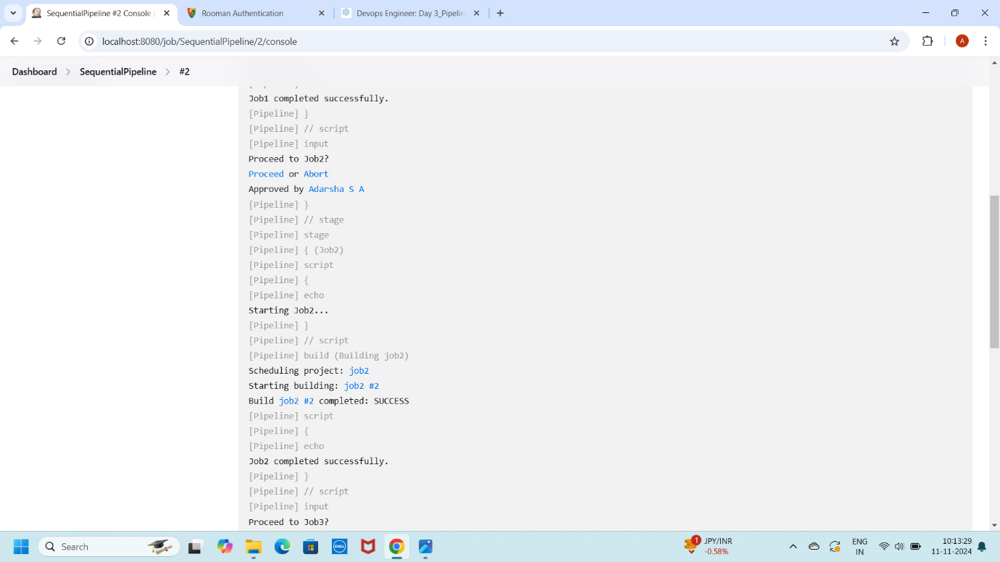 SequentialPipeline #2 Console
Rooman Authentication
Devops Engineer: Day 3_Pipelin
localhost:8080/job/SequentialPipeline/2/console
A
Dashboard > SequentialPipeline > #2
Job1 completed successfully.
[Pipeline] }
[Pipeline] // script
[Pipeline] input
Proceed to Job2?
Proceed or Abort
Approved by Adarsha S A
[Pipeline] }
[Pipeline] // stage
[Pipeline] stage
[Pipeline] { (Job2)
[Pipeline] script
[Pipeline] {
[Pipeline] echo
Starting Job2...
[Pipeline] }
[Pipeline] // script
[Pipeline] build (Building job2)
Scheduling project: job2
Starting building: job2 #2
Build job2 #2 completed: SUCCESS
[Pipeline] script
[Pipeline] {
[Pipeline] echo
Job2 completed successfully.
[Pipeline] }
[Pipeline] // script
[Pipeline] input
Proceed to Job3?
Search
DELL
1
JPY/INR
-0.58%
ENG
IN
10:13:29
11-11-2024